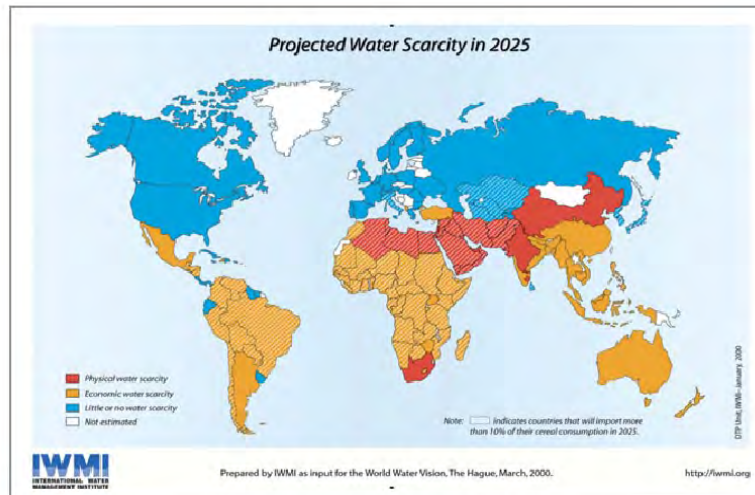 Projected Water Scarcity in 2025
Physical water scarcity
Economic water scarcity
Little or no water scarcity
Not estimated
Note: Indicates countries that will import more
than 10% of their cereal consumption in 2025.
DTP Unit, IWMI-January, 2000
IWMI
INTERNATIONAL WATER
MANAGEMENT INSTITUTE
Prepared by IWMI as input for the World Water Vision, The Hague, March, 2000.
http://iwmi.org